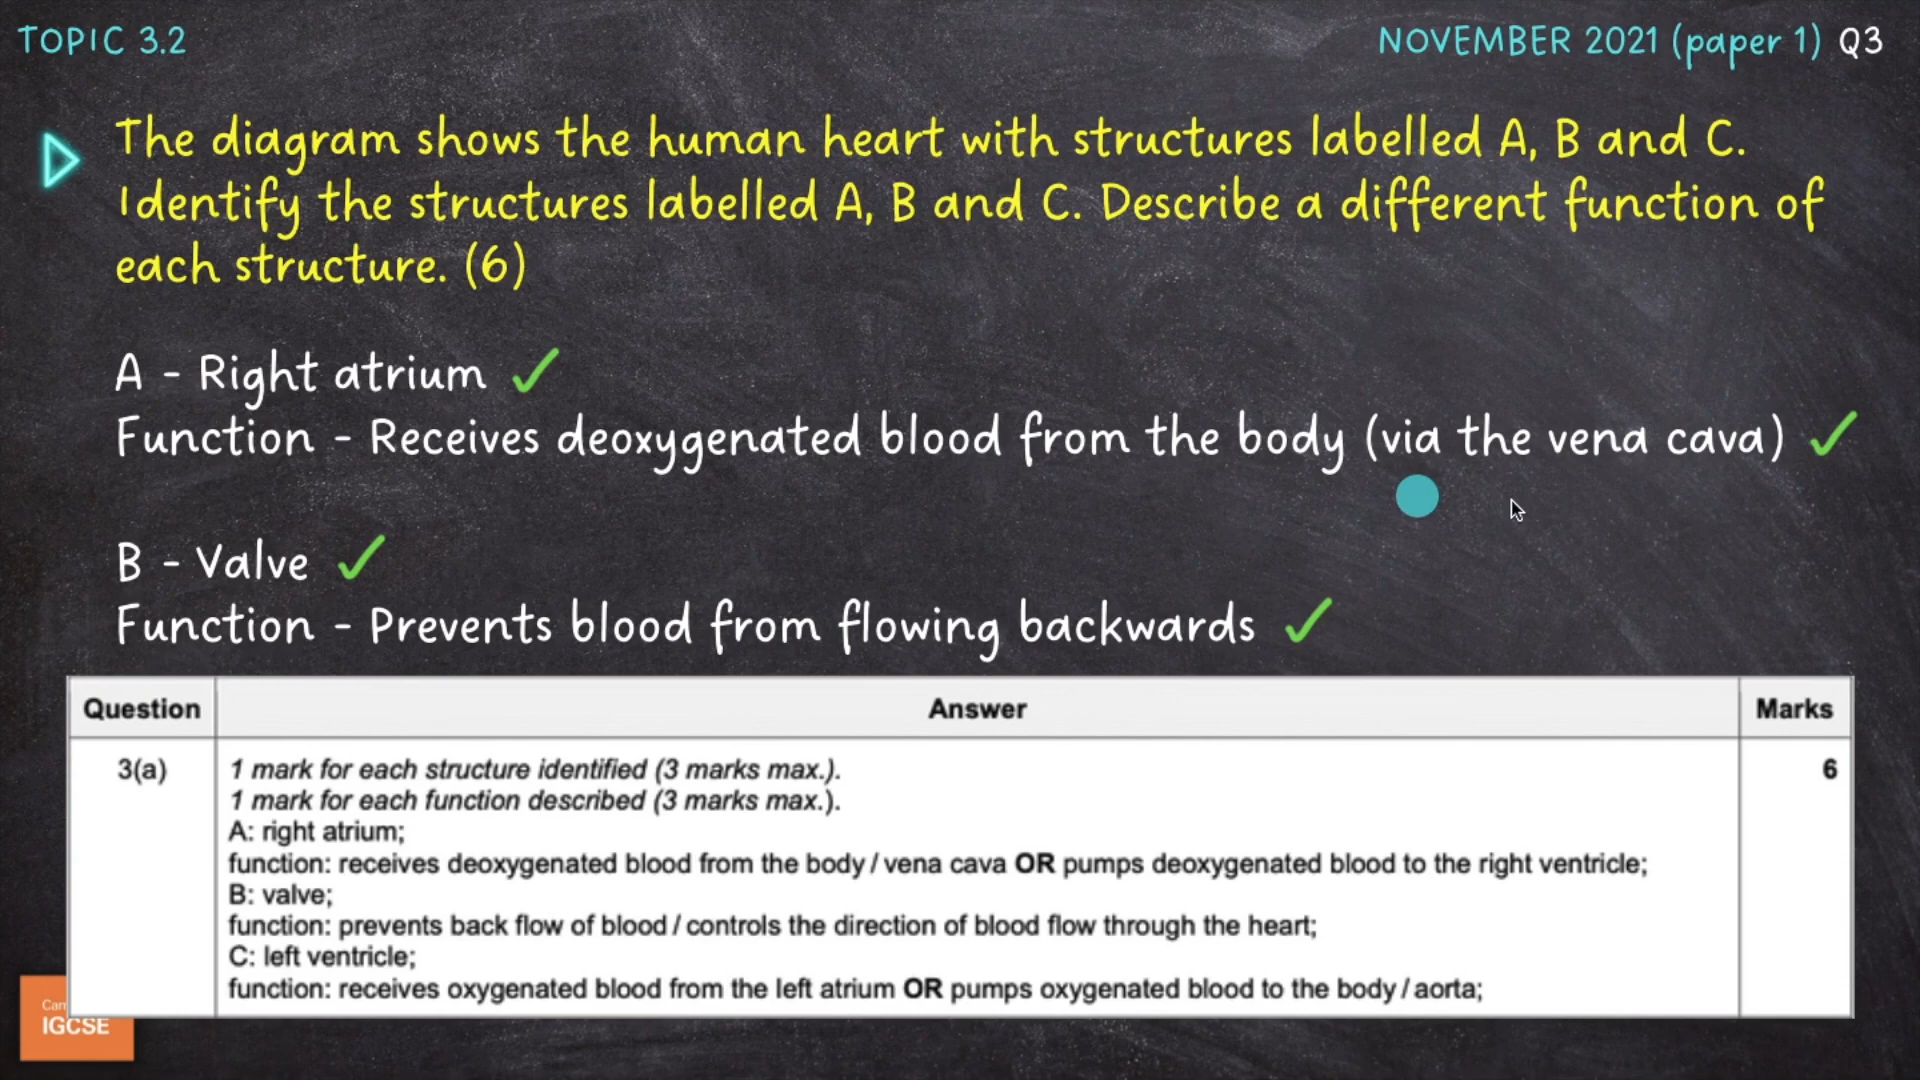 TOPIC 3.2
NOVEMBER 2021 (paper 1) Q3
The diagram shows the human heart with structures labelled A, B and C.
Identify the structures labelled A, B and C. Describe a different function of
each structure. (6)
A - Right atrium
Function - Receives deoxygenated blood from the body (via the vena cava)
B - Valve
Function - Prevents blood from flowing backwards
Question Answer Marks
3(a) 1 mark for each structure identified (3 marks max.). 6
1 mark for each function described (3 marks max.).
A: right atrium;
function: receives deoxygenated blood from the body / vena cava OR pumps deoxygenated blood to the right ventricle;
B: valve;
function: prevents back flow of blood / controls the direction of blood flow through the heart;
C: left ventricle;
function: receives oxygenated blood from the left atrium OR pumps oxygenated blood to the body / aorta;
IGCSE